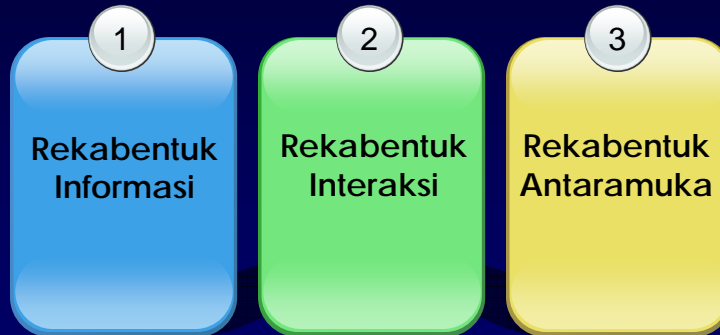 1
Rekabentuk
Informasi
2
Rekabentuk
Interaksi
3
Rekabentuk
Antaramuka